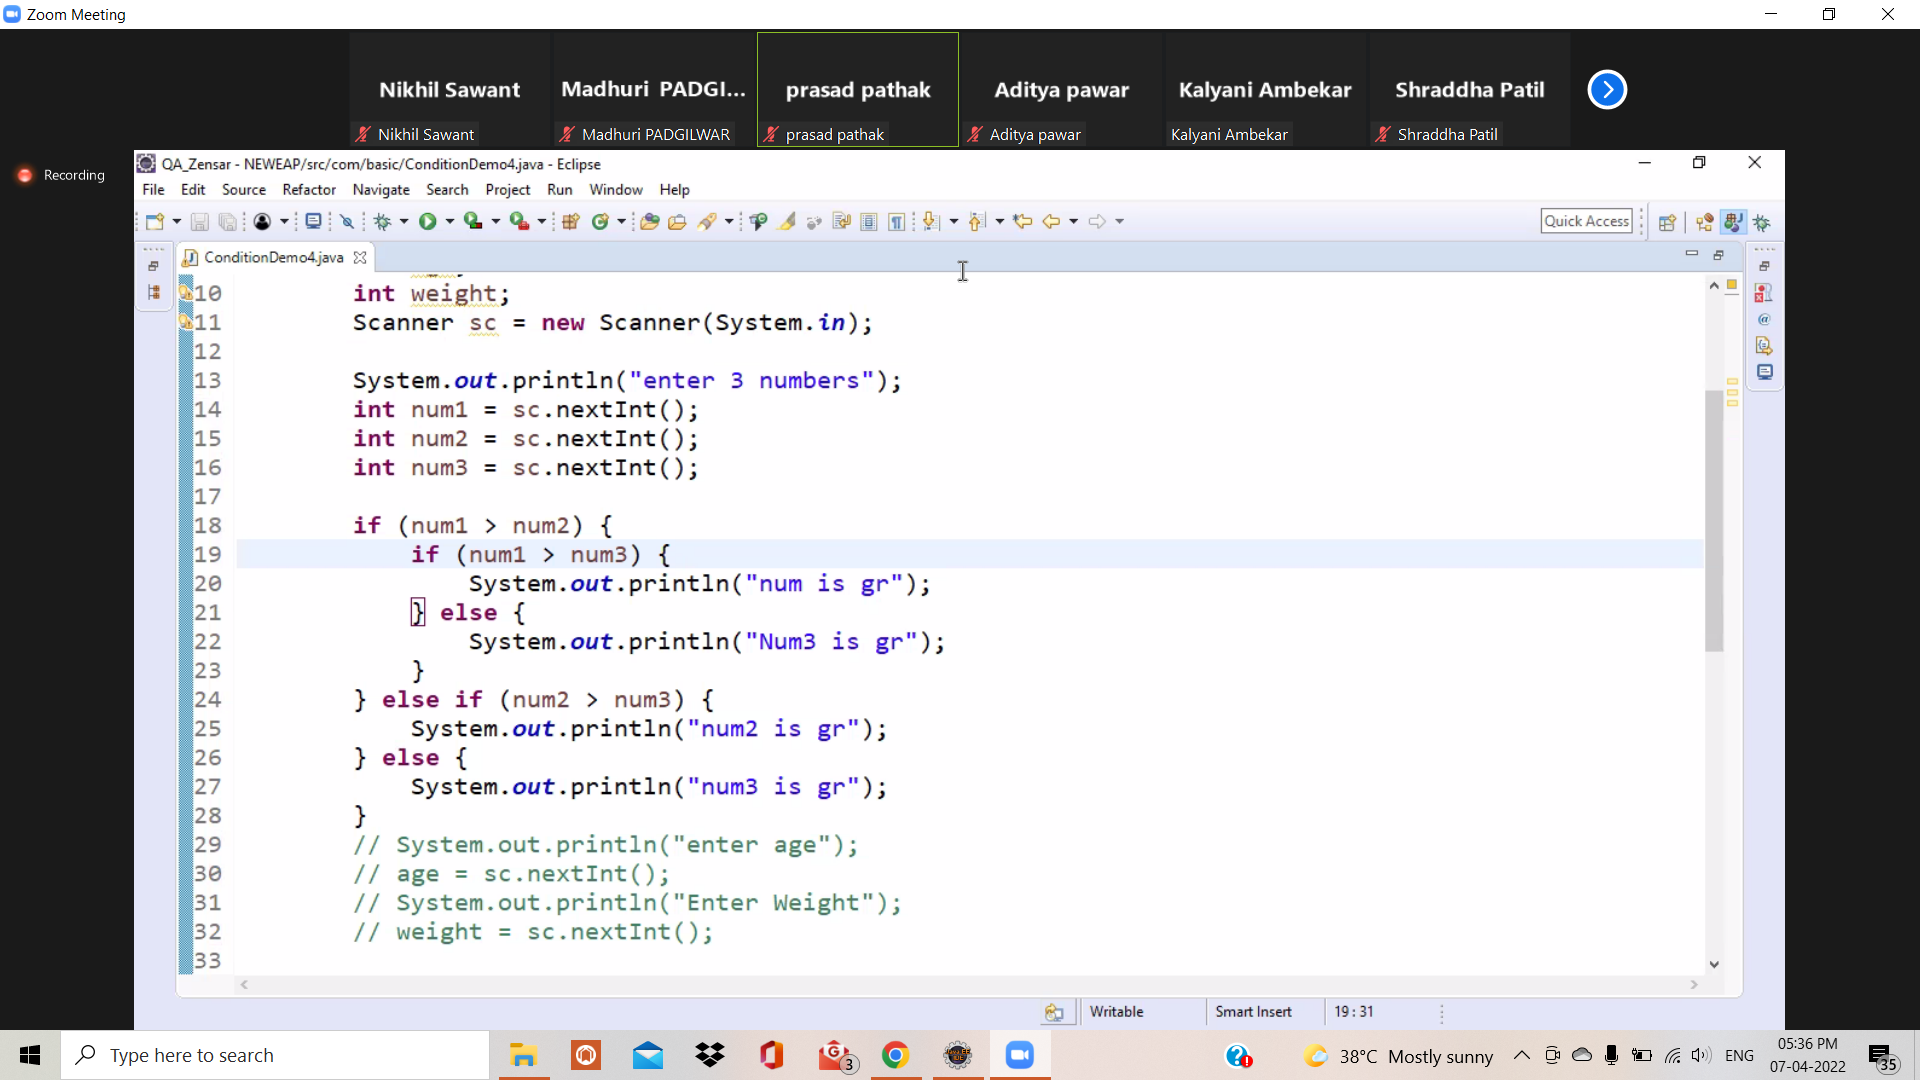 Zoom Meeting
Nikhil Sawant
Madhuri PADGI...
prasad pathak
Aditya pawar
Kalyani Ambekar
Shraddha Patil
Nikhil Sawant
Madhuri PADGILWAR
prasad pathak
Aditya pawar
Kalyani Ambekar
Shraddha Patil
Recording
QA_Zensar - NEWEAP/src/com/basic/ConditionDemo4.java - Eclipse
File Edit Source Refactor Navigate Search Project Run Window Help
Quick Access
ConditionDemo4.java
10 int weight;
11 Scanner sc = new Scanner(System.in);
12
13 System.out.println("enter 3 numbers");
14 int num1 = sc.nextInt();
15 int num2 = sc.nextInt();
16 int num3 = sc.nextInt();
17
18 if (num1 > num2) {
19 if (num1 > num3) {
20 System.out.println("num is gr");
21 } else {
22 System.out.println("Num3 is gr");
23 }
24 } else if (num2 > num3) {
25 System.out.println("num2 is gr");
26 } else {
27 System.out.println("num3 is gr");
28 }
29 // System.out.println("enter age");
30 // age = sc.nextInt();
31 // System.out.println("Enter Weight");
32 // weight = sc.nextInt();
33
Writable Smart Insert 19 : 31
Type here to search
3
38°C Mostly sunny
ENG
05:36 PM
07-04-2022
35